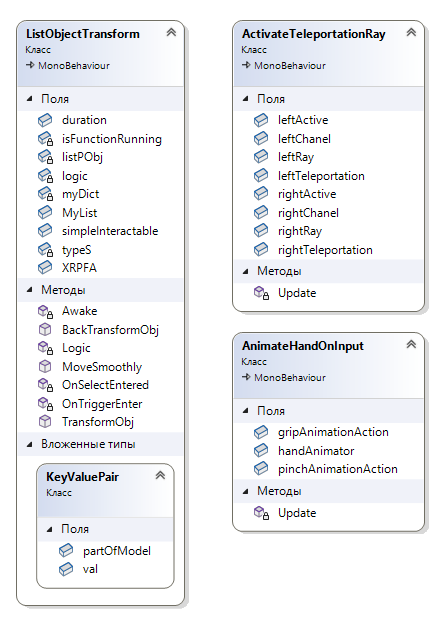 ListObjectTransform
Класс
MonoBehaviour
Поля
duration
isFunctionRunning
listPObj
logic
myDict
MyList
simpleInteractable
typeS
XRPFA
Методы
Awake
BackTransformObj
Logic
MoveSmoothly
OnSelectEntered
OnTriggerEnter
TransformObj
Вложенные типы
KeyValuePair
Класс
Поля
partOfModel
val
ActivateTeleportationRay
Класс
MonoBehaviour
Поля
leftActive
leftChanel
leftRay
leftTeleportation
rightActive
rightChanel
rightRay
rightTeleportation
Методы
Update
AnimateHandOnInput
Класс
MonoBehaviour
Поля
gripAnimationAction
handAnimator
pinchAnimationAction
Методы
Update